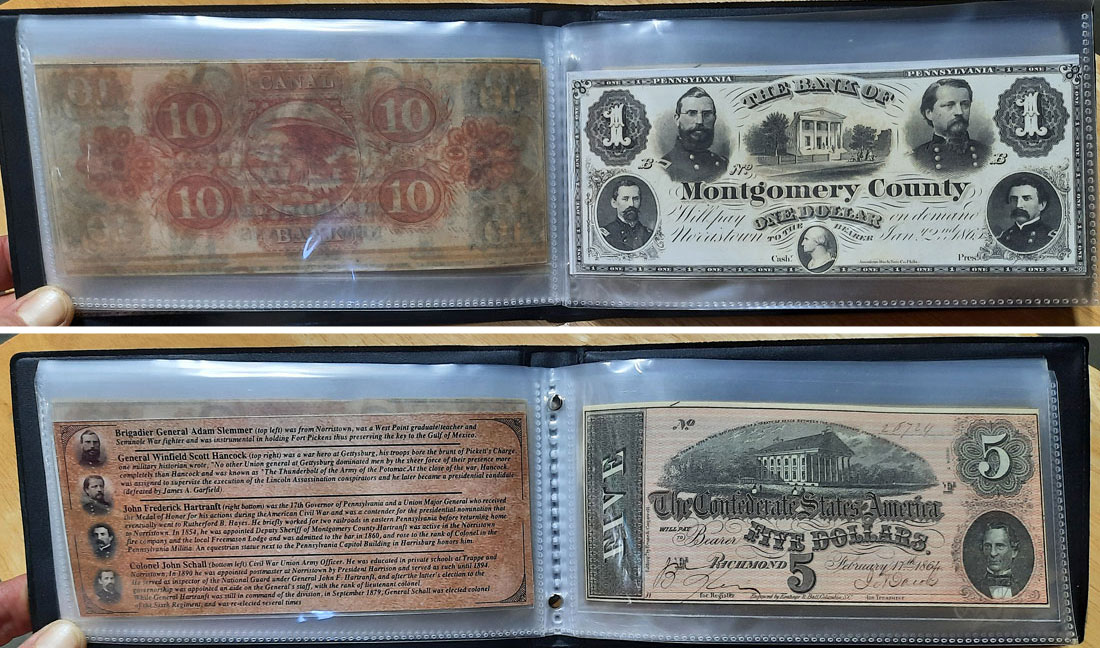 CANAL
10 10
10 10
PENNSYLVANIA PENNSYLVANIA
THE BANK OF
1 1
B No. B
Montgomery County
Will pay ONE DOLLAR on demand
Norristown TO THE BEARER Jan. 2nd 1865
Cashr. Prest.
Brigadier General Adam Slemmer (top left) was from Norristown, was a West Point graduate/teacher and
Seminole War fighter and was instrumental in holding Fort Pickens thus preserving the key to the Gulf of Mexico.
General Winfield Scott Hancock (top right) was a war hero at Gettysburg, his troops bore the brunt of Pickett's Charge
one military historian wrote, "No other Union general at Gettysburg dominated men by the sheer force of their presence more
completely than Hancock and was known as "The Thunderbolt of the Army of the Potomac. At the close of the war, Hancock
was assigned to supervise the execution of the Lincoln Assassination conspirators and he later became a presidential candidate
(defeated by James A. Garfield)
John Frederick Hartranft (right bottom) was the 17th Governor of Pennsylvania and a Union Major General who received
the Medal of Honor for his actions during the American Civil War and was a contender for the presidential nomination that
eventually went to Rutherford B. Hayes. He briefly worked for two railroads in eastern Pennsylvania before returning home
to Norristown. In 1854, he was appointed Deputy Sheriff of Montgomery County. Hartranft was active in the Norristown
fire company and the local Freemason Lodge and was admitted to the bar in 1860, and rose to the rank of Colonel in the
Pennsylvania Militia. An equestrian statue next to the Pennsylvania Capitol Building in Harrisburg honors him.
Colonel John Schall (bottom left) Civil War Union Army Officer. He was educated in private schools at Trappe and
Norristown. In 1890 he was appointed postmaster at Norristown by President Harrison and served as such until 1894.
He served as inspector of the National Guard under General John F. Hartranft, and after the latter's election to the
governorship was appointed an aide on the General's staff, with the rank of lieutenant colonel.
While General Hartranft was still in command of the division, in September 1879, General Schall was elected colonel
of the Sixth Regiment, and was re-elected several times
No 5
FIVE
The Confederate States of America
WILL PAY TO Bearer FIVE DOLLARS
RICHMOND 5 February 17th 1864
for Register Engraved by Keatinge & Ball, Columbia, S.C. for Treasurer